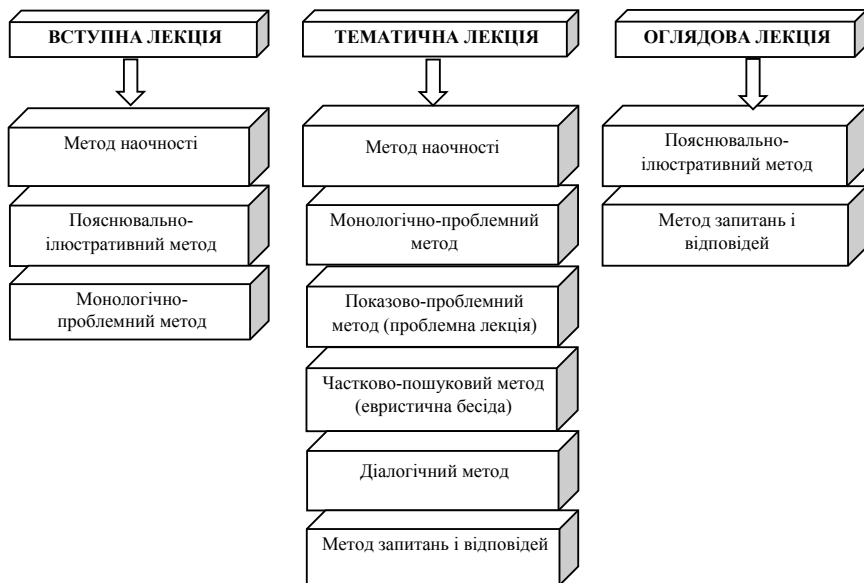 ВСТУПНА ЛЕКЦІЯ
Метод наочності
Пояснювально-
ілюстративний метод
Монологічно-
проблемний метод
ТЕМАТИЧНА ЛЕКЦІЯ
Метод наочності
Монологічно-проблемний
метод
Показово-проблемний
метод (проблемна лекція)
Частково-пошуковий метод
(евристична бесіда)
Діалогічний метод
Метод запитань і відповідей
ОГЛЯДОВА ЛЕКЦІЯ
Пояснювально-
ілюстративний метод
Метод запитань і
відповідей